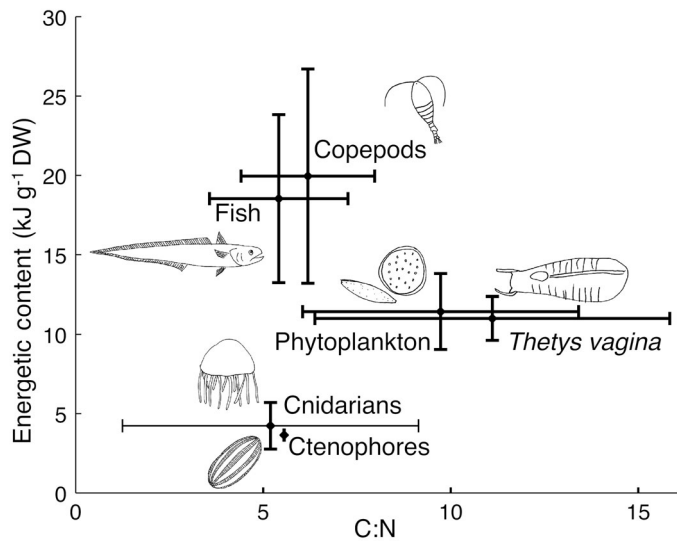 Energetic content (kJ g⁻¹ DW)
30
25
20
15
10
5
0
Copepods
Fish
Phytoplankton
Thetys vagina
Cnidarians
Ctenophores
0
5
10
15
C:N